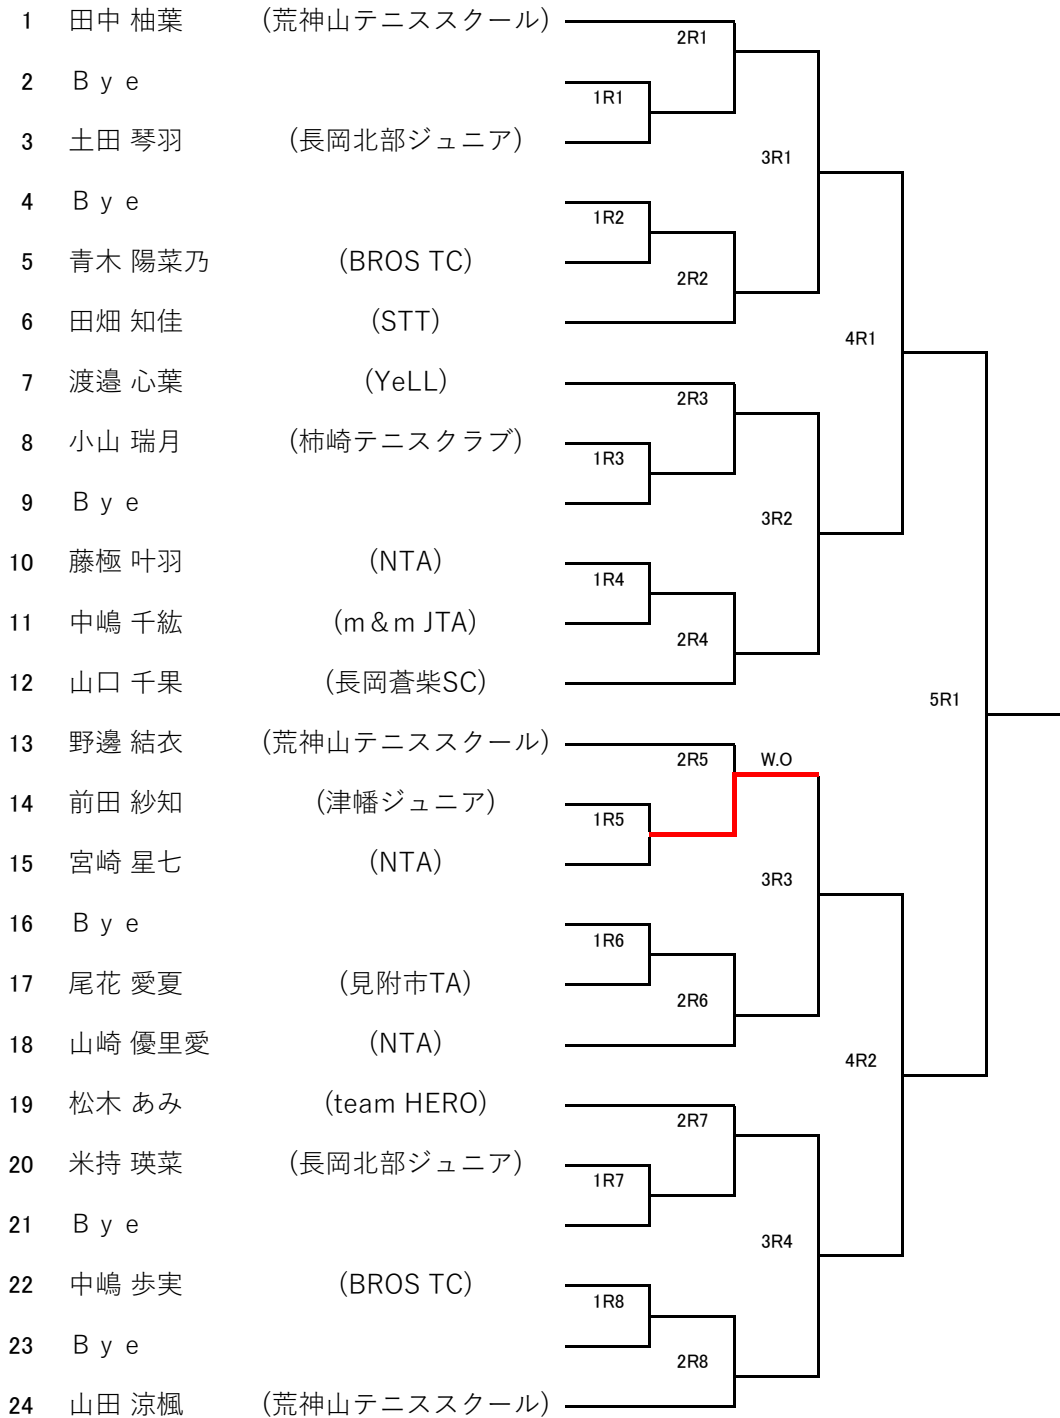 1 田中 柚葉 (荒神山テニススクール)
2R1
2 Ｂｙｅ
1R1
3 土田 琴羽 (長岡北部ジュニア)
3R1
4 Ｂｙｅ
1R2
5 青木 陽菜乃 (BROS TC)
2R2
6 田畑 知佳 (STT)
4R1
7 渡邉 心葉 (YeLL)
2R3
8 小山 瑞月 (柿崎テニスクラブ)
1R3
9 Ｂｙｅ
3R2
10 藤極 叶羽 (NTA)
1R4
11 中嶋 千紘 (m＆m JTA)
2R4
12 山口 千果 (長岡蒼柴SC)
5R1
13 野邊 結衣 (荒神山テニススクール)
2R5 W.O
14 前田 紗知 (津幡ジュニア)
1R5
15 宮崎 星七 (NTA)
3R3
16 Ｂｙｅ
1R6
17 尾花 愛夏 (見附市TA)
2R6
18 山崎 優里愛 (NTA)
4R2
19 松木 あみ (team HERO)
2R7
20 米持 瑛菜 (長岡北部ジュニア)
1R7
21 Ｂｙｅ
3R4
22 中嶋 歩実 (BROS TC)
1R8
23 Ｂｙｅ
2R8
24 山田 涼楓 (荒神山テニススクール)